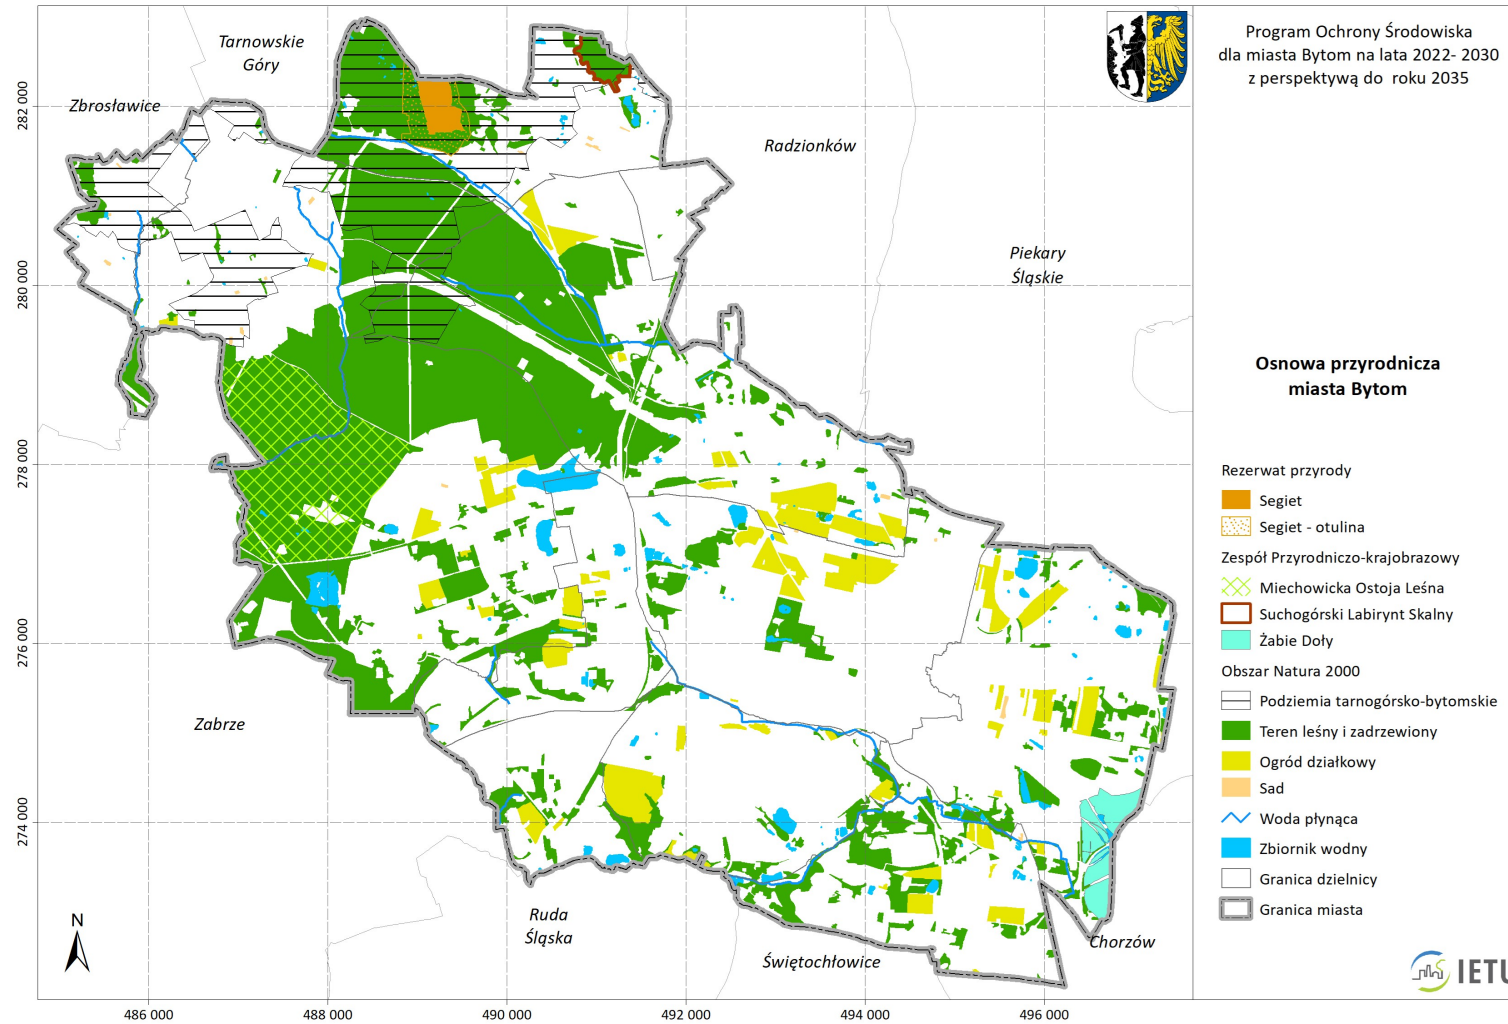 Program Ochrony Środowiska
dla miasta Bytom na lata 2022- 2030
z perspektywą do roku 2035
Tarnowskie
Góry
Zbrosławice
Radzionków
Piekary
Śląskie
Zabrze
Ruda
Śląska
Świętochłowice
Chorzów
N
282 000
280 000
278 000
276 000
274 000
486 000
488 000
490 000
492 000
494 000
496 000
Osnowa przyrodnicza
miasta Bytom
Rezerwat przyrody
Segiet
Segiet - otulina
Zespół Przyrodniczo-krajobrazowy
Miechowicka Ostoja Leśna
Suchogórski Labirynt Skalny
Żabie Doły
Obszar Natura 2000
Podziemia tarnogórsko-bytomskie
Teren leśny i zadrzewiony
Ogród działkowy
Sad
Woda płynąca
Zbiornik wodny
Granica dzielnicy
Granica miasta
IETU